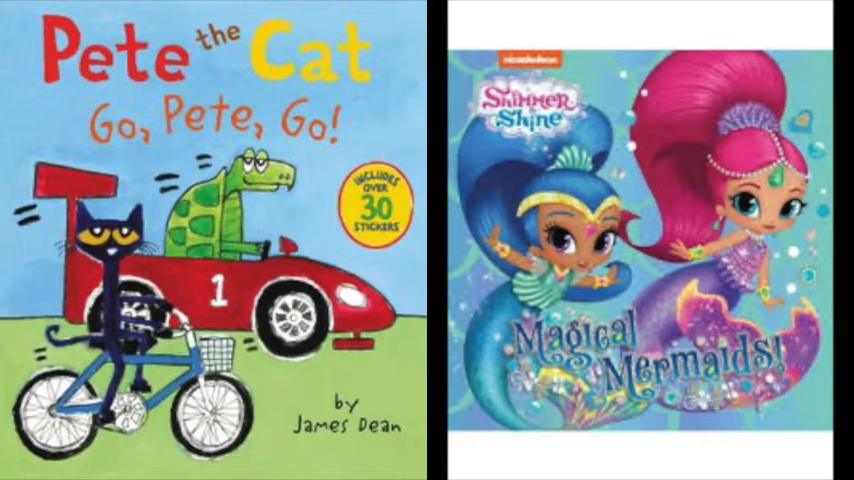 Pete the Cat
Go, Pete, Go!
INCLUDES
OVER
30
STICKERS
1
by
James Dean
nickelodeon
Shimmer
Shine
Magical
Mermaids!